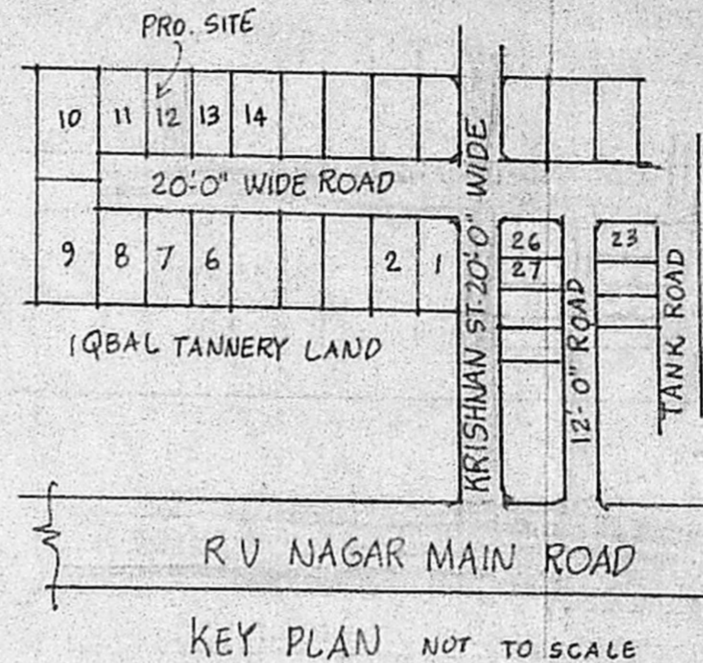 PRO. SITE
10 11 12 13 14
20'-0" WIDE ROAD
9 8 7 6 2 1
KRISHNAN ST. 20'-0" WIDE
26 23
27
12'-0" ROAD
TANK ROAD
IQBAL TANNERY LAND
R V NAGAR MAIN ROAD
KEY PLAN NOT TO SCALE